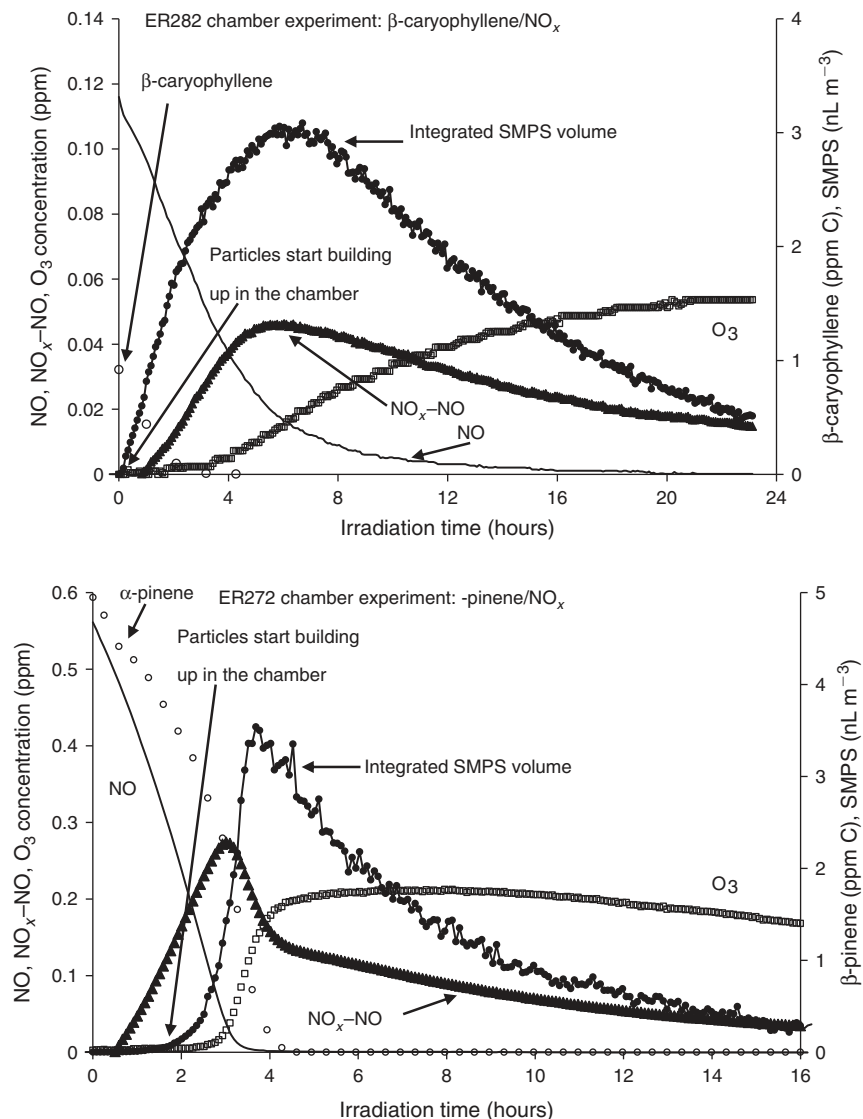 ER282 chamber experiment: β-caryophyllene/NOx
β-caryophyllene
Integrated SMPS volume
Particles start building
up in the chamber
O3
NOx–NO
NO
NO, NOx–NO, O3 concentration (ppm)
0.14
0.12
0.10
0.08
0.06
0.04
0.02
0
β-caryophyllene (ppm C), SMPS (nL m−3)
4
3
2
1
0
0 4 8 12 16 20 24
Irradiation time (hours)
ER272 chamber experiment: -pinene/NOx
α-pinene
Particles start building
up in the chamber
NO
Integrated SMPS volume
O3
NOx–NO
NO, NOx–NO, O3 concentration (ppm)
0.6
0.5
0.4
0.3
0.2
0.1
0
β-pinene (ppm C), SMPS (nL m−3)
5
4
3
2
1
0
0 2 4 6 8 10 12 14 16
Irradiation time (hours)